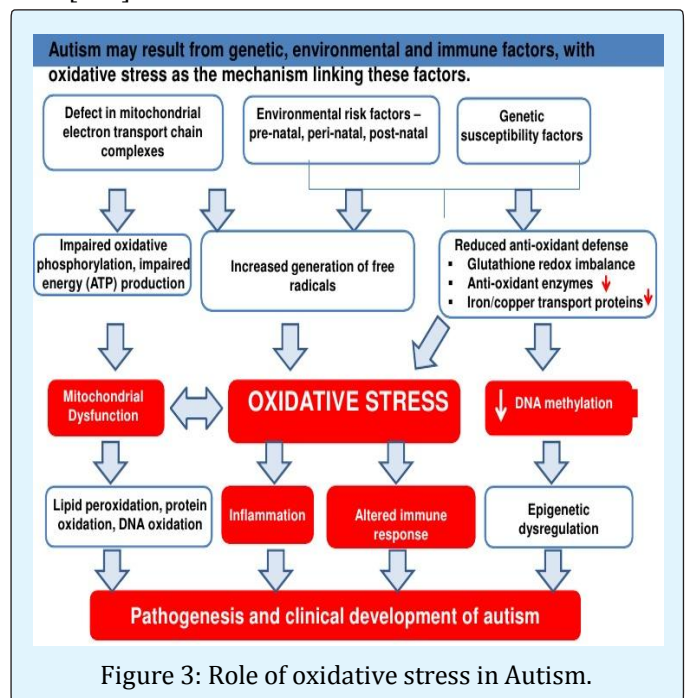 Autism may result from genetic, environmental and immune factors, with
oxidative stress as the mechanism linking these factors.
Defect in mitochondrial
electron transport chain
complexes
Environmental risk factors –
pre-natal, peri-natal, post-natal
Genetic
susceptibility factors
Impaired oxidative
phosphorylation, impaired
energy (ATP) production
Increased generation of free
radicals
Reduced anti-oxidant defense
▪ Glutathione redox imbalance
▪ Anti-oxidant enzymes ↓
▪ Iron/copper transport proteins ↓
Mitochondrial
Dysfunction
OXIDATIVE STRESS
↓ DNA methylation
Lipid peroxidation, protein
oxidation, DNA oxidation
Inflammation
Altered immune
response
Epigenetic
dysregulation
Pathogenesis and clinical development of autism
Figure 3: Role of oxidative stress in Autism.